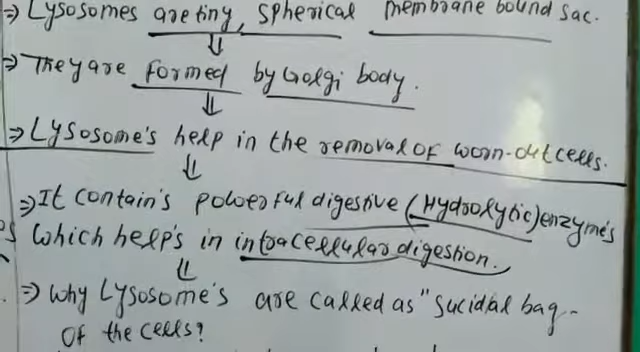 ⇒ Lysosomes are tiny, spherical membrane bound sac.
⇓
⇒ They are formed by Golgi body.
⇓
⇒ Lysosome's help in the removal of worn-out cells.
⇓
⇒ It contain's powerful digestive (Hydrolytic) enzyme's
which help's in intracellular digestion.
⇓
⇒ Why Lysosome's are called as "sucidal bag-
of the cells?